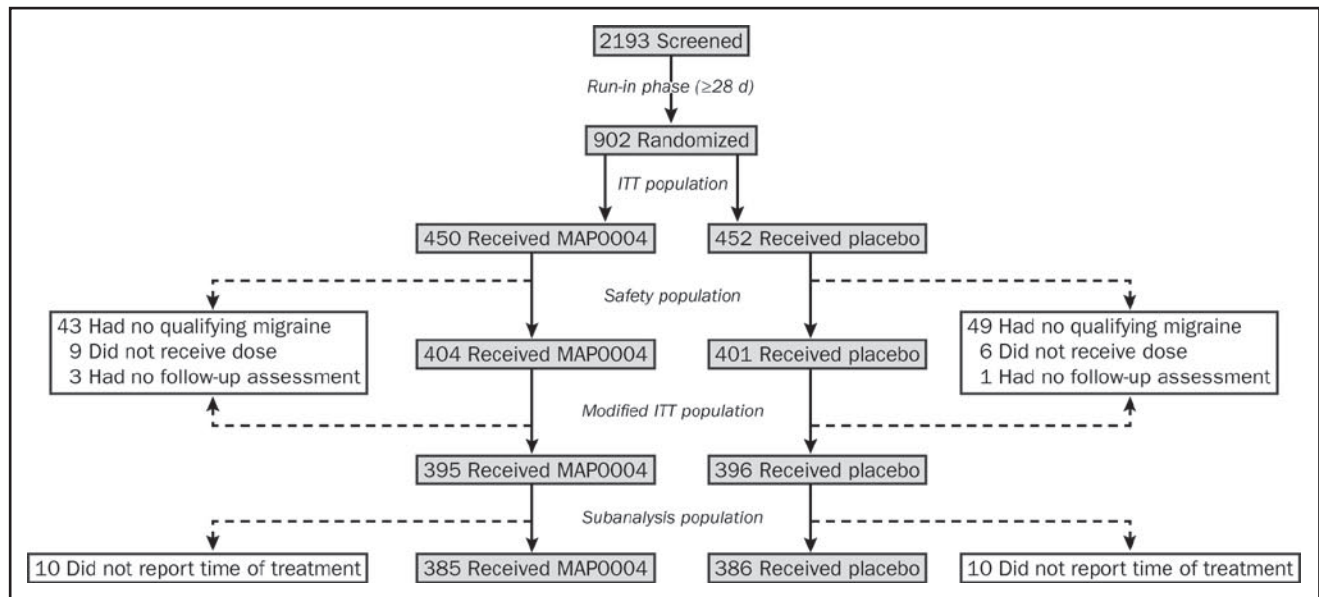 2193 Screened
Run-in phase (≥28 d)
902 Randomized
ITT population
450 Received MAP0004
452 Received placebo
Safety population
43 Had no qualifying migraine
9 Did not receive dose
3 Had no follow-up assessment
404 Received MAP0004
401 Received placebo
49 Had no qualifying migraine
6 Did not receive dose
1 Had no follow-up assessment
Modified ITT population
395 Received MAP0004
396 Received placebo
Subanalysis population
10 Did not report time of treatment
385 Received MAP0004
386 Received placebo
10 Did not report time of treatment